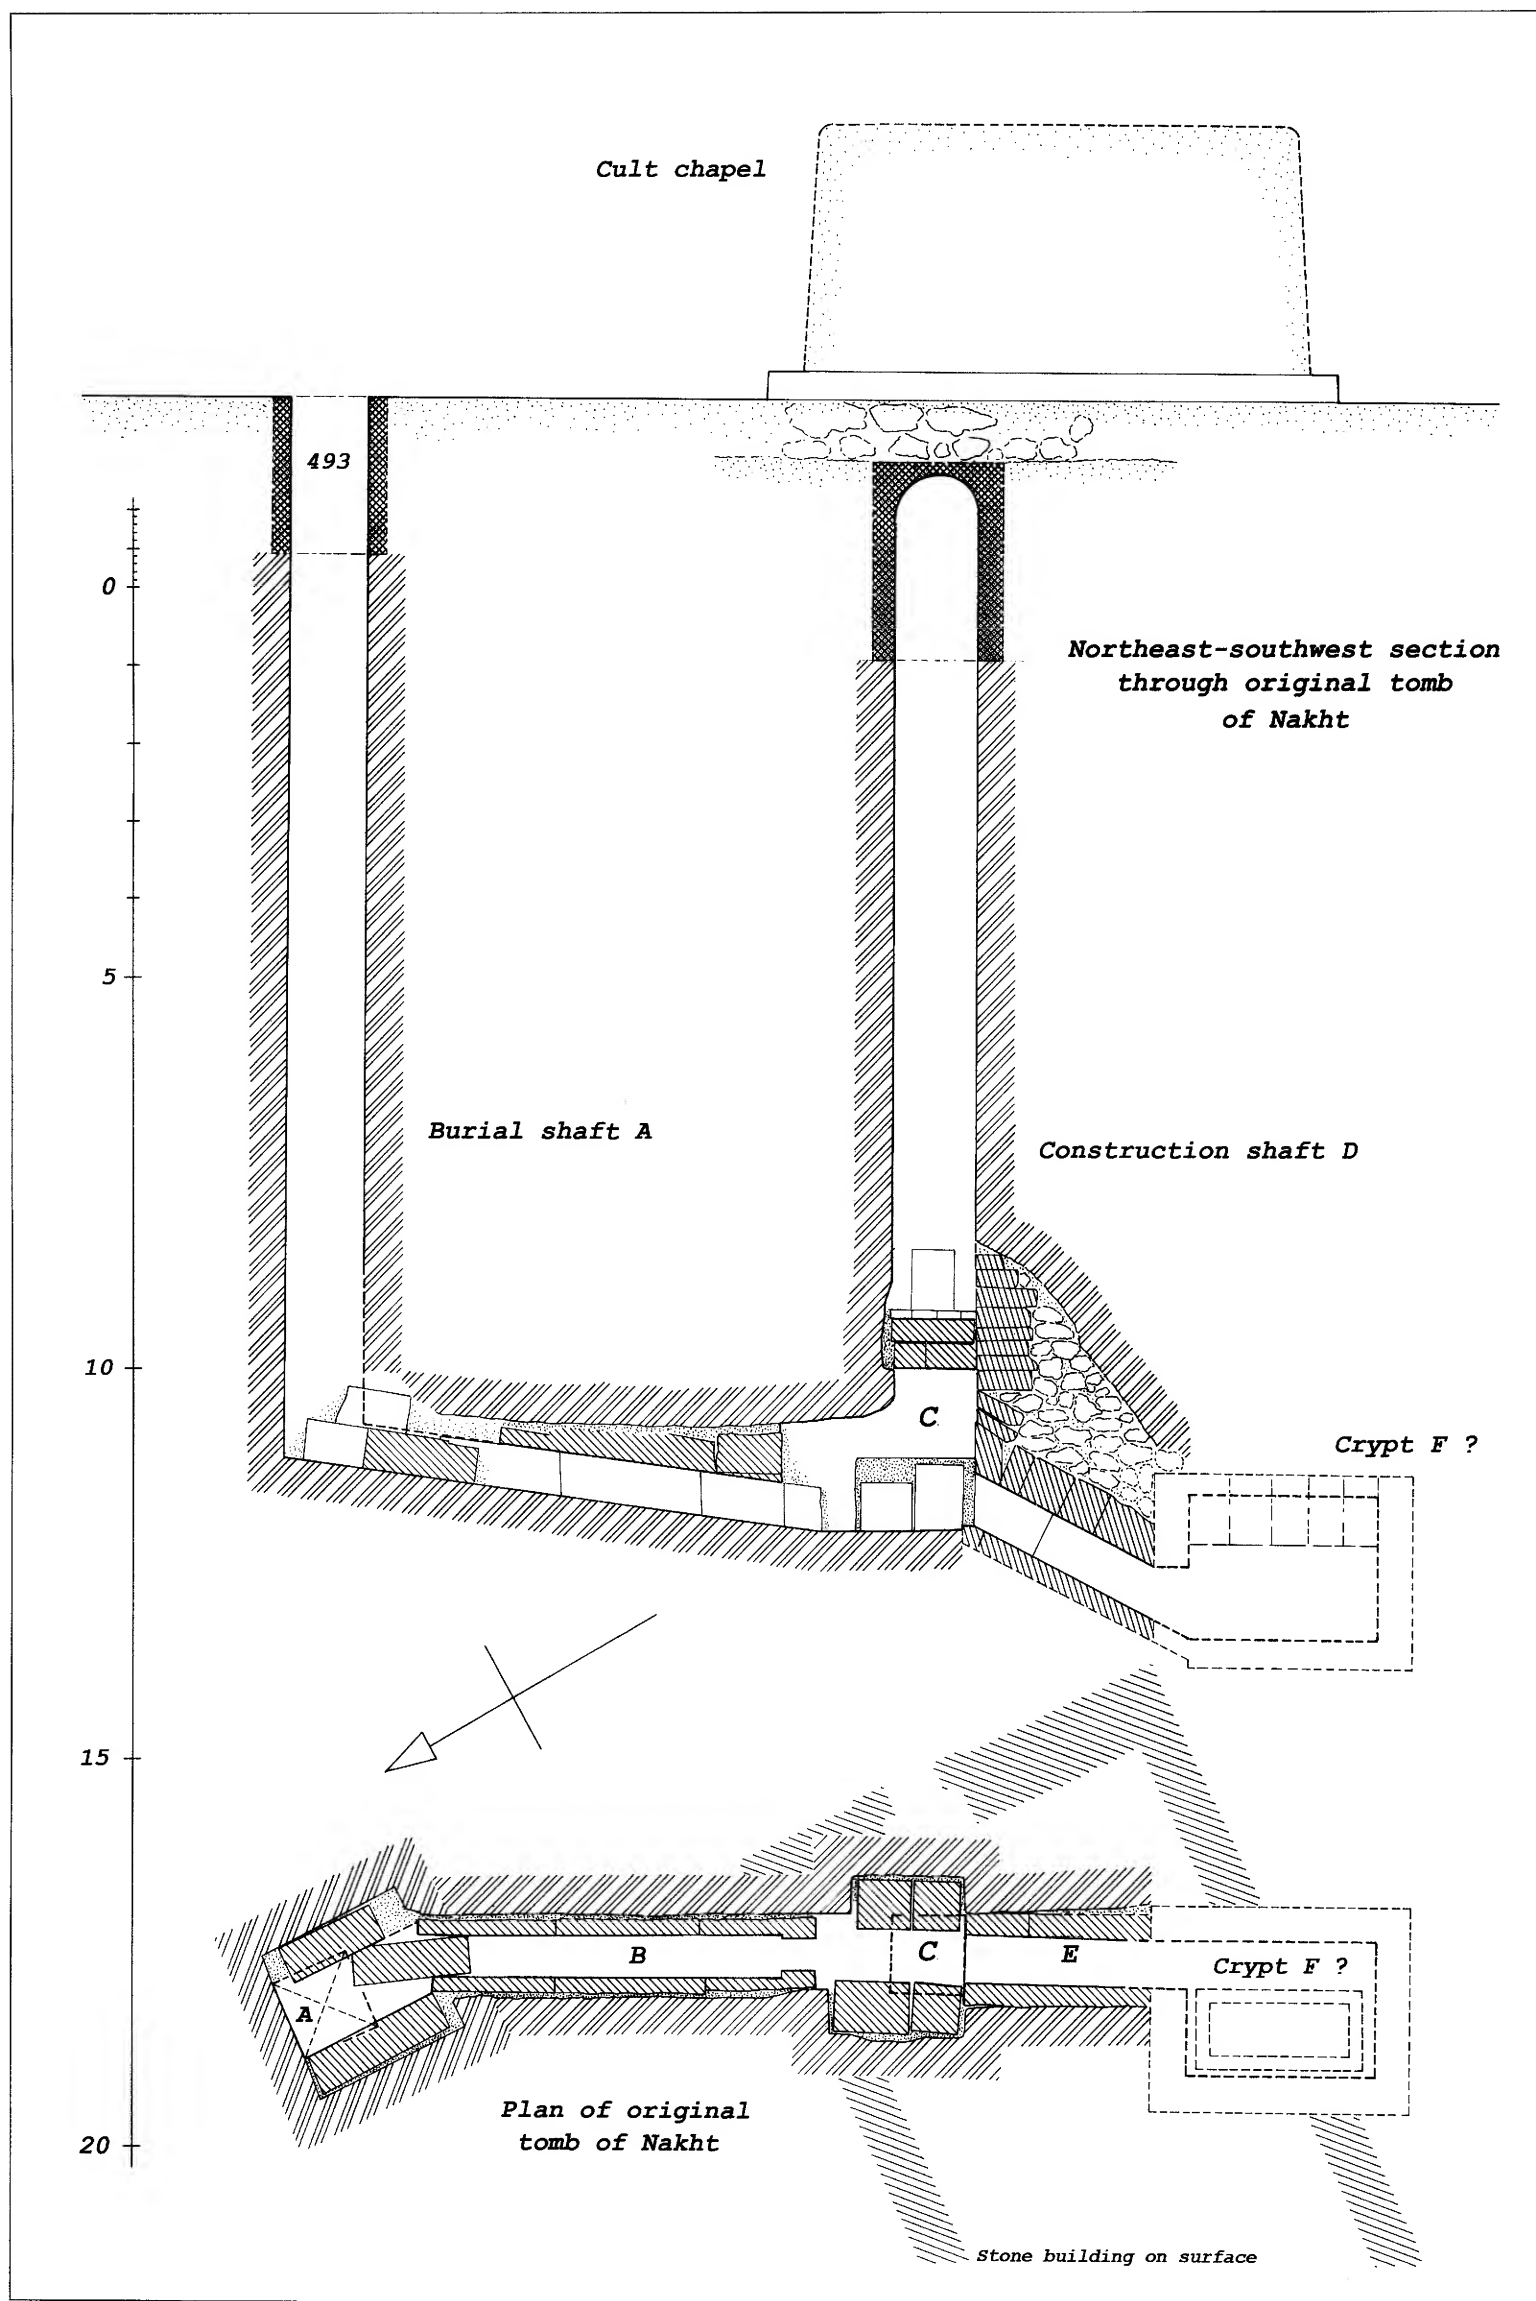 Cult chapel
493
0
Northeast-southwest section
through original tomb
of Nakht
5
Burial shaft A
Construction shaft D
10
C
Crypt F ?
15
B
C
E
Crypt F ?
A
Plan of original
tomb of Nakht
20
Stone building on surface